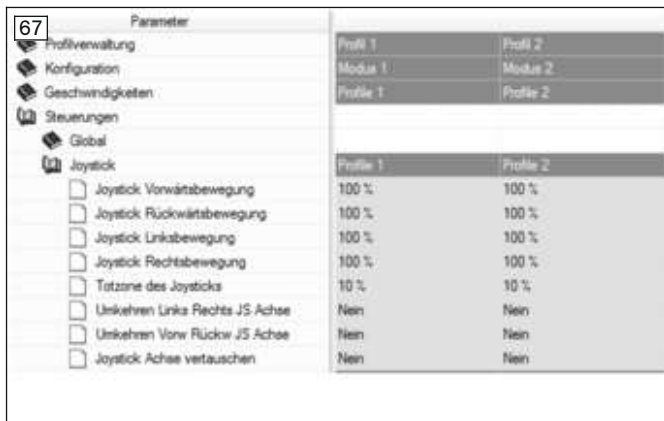 67
Parameter
Profilverwaltung Profil 1 Profil 2
Konfiguration Modus 1 Modus 2
Geschwindigkeiten Profile 1 Profile 2
Steuerungen
Global
Joystick Profile 1 Profile 2
Joystick Vorwärtsbewegung 100 % 100 %
Joystick Rückwärtsbewegung 100 % 100 %
Joystick Linksbewegung 100 % 100 %
Joystick Rechtsbewegung 100 % 100 %
Totzone des Joysticks 10 % 10 %
Umkehren Links Rechts JS Achse Nein Nein
Umkehren Vorw Rückw JS Achse Nein Nein
Joystick Achse vertauschen Nein Nein